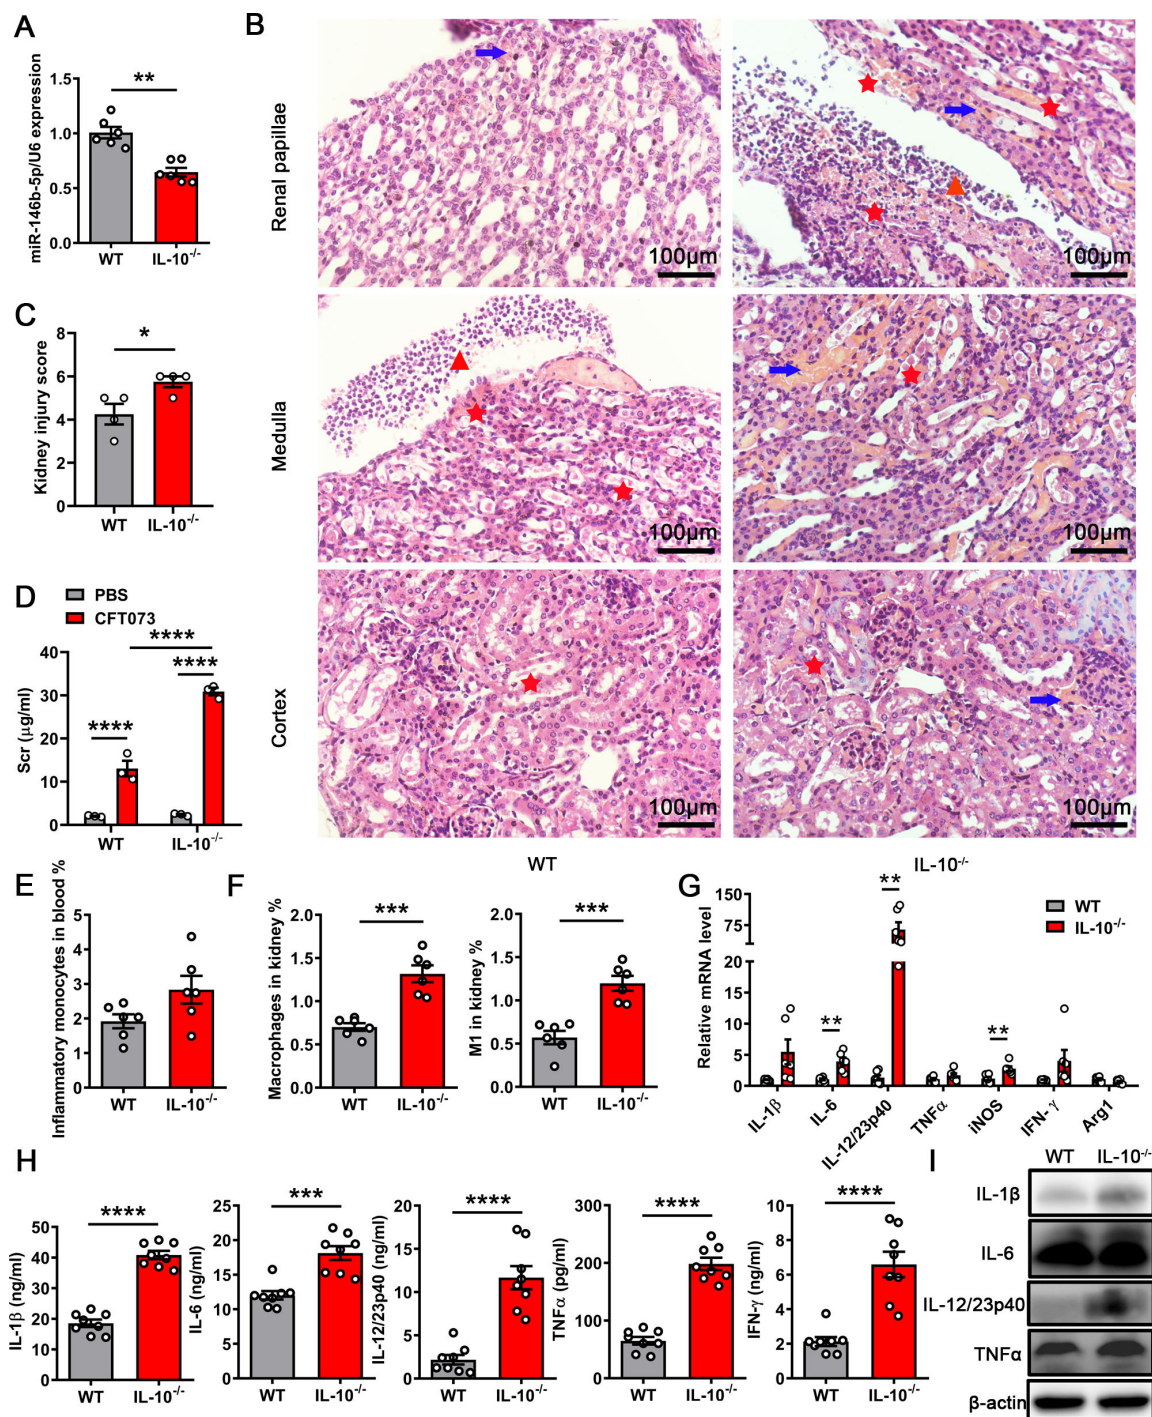 A
miR-146b-5p/U6 expression
1.5
1.0
0.5
0.0
**
WT
IL-10⁻/⁻
B
Renal papillae
100μm
100μm
Medulla
100μm
100μm
Cortex
100μm
100μm
WT
IL-10⁻/⁻
C
Kidney injury score
8
6
4
2
0
*
WT
IL-10⁻/⁻
D
PBS
CFT073
Scr (μg/ml)
40
30
20
10
0
****
****
****
WT
IL-10⁻/⁻
E
Inflammatory monocytes in blood %
5
4
3
2
1
0
WT
IL-10⁻/⁻
F
Macrophages in kidney %
2.0
1.5
1.0
0.5
0.0
***
WT
IL-10⁻/⁻
M1 in kidney %
2.0
1.5
1.0
0.5
0.0
***
WT
IL-10⁻/⁻
G
Relative mRNA level
150
75
20
15
10
5
0
**
**
**
WT
IL-10⁻/⁻
IL-1β
IL-6
IL-12/23p40
TNFα
iNOS
IFN-γ
Arg1
H
IL-1β (ng/ml)
50
40
30
20
10
0
****
WT
IL-10⁻/⁻
IL-6 (ng/ml)
25
20
15
10
5
0
***
WT
IL-10⁻/⁻
IL-12/23p40 (ng/ml)
20
15
10
5
0
****
WT
IL-10⁻/⁻
TNFα (pg/ml)
300
200
100
0
****
WT
IL-10⁻/⁻
IFN-γ (ng/ml)
10
8
6
4
2
0
****
WT
IL-10⁻/⁻
I
WT IL-10⁻/⁻
IL-1β
IL-6
IL-12/23p40
TNFα
β-actin